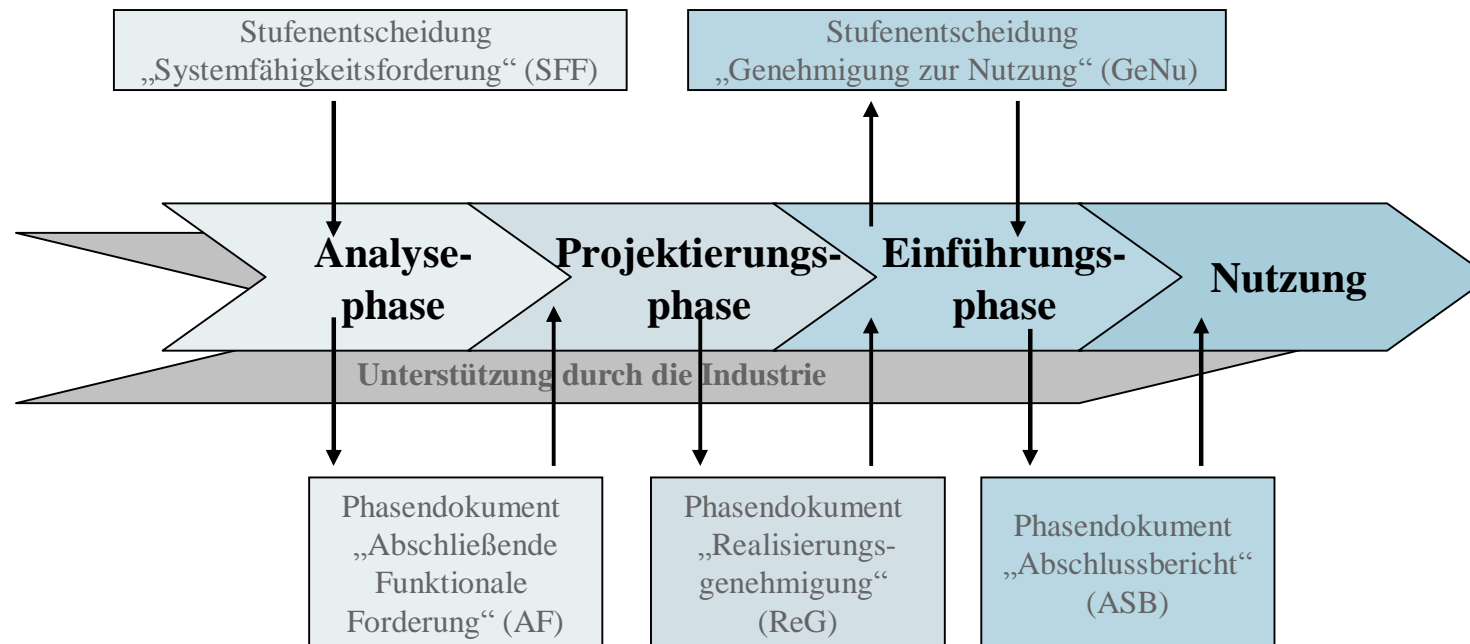 Stufenentscheidung
„Systemfähigkeitsforderung“ (SFF)
Stufenentscheidung
„Genehmigung zur Nutzung“ (GeNu)
Analyse-
phase
Projektierungs-
phase
Einführungs-
phase
Nutzung
Unterstützung durch die Industrie
Phasendokument
„Abschließende
Funktionale
Forderung“ (AF)
Phasendokument
„Realisierungs-
genehmigung“
(ReG)
Phasendokument
„Abschlussbericht“
(ASB)